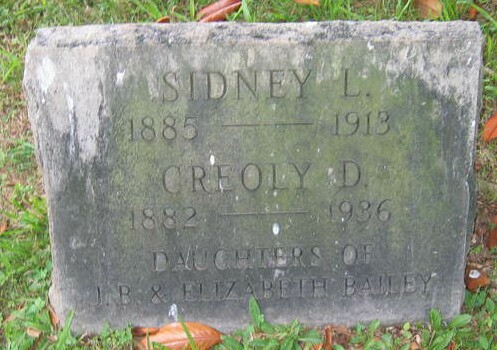 SIDNEY L.
1885 — 1913
CREOLY D.
1882 — 1936
DAUGHTERS OF
J.B. & ELIZABETH BAILEY